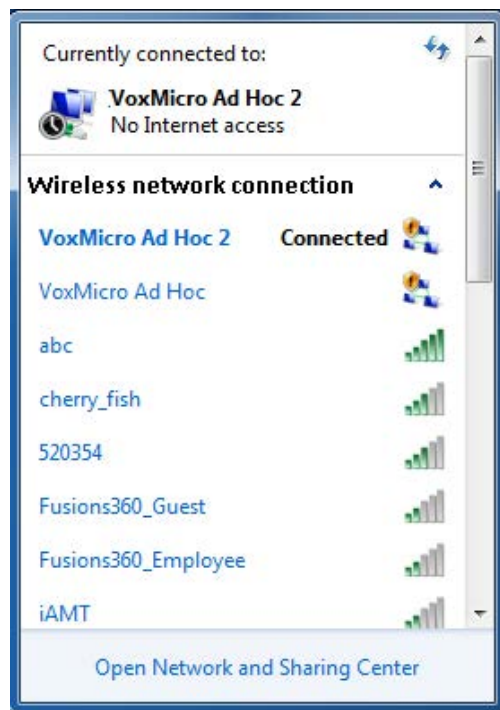 Currently connected to:
VoxMicro Ad Hoc 2
No Internet access
Wireless network connection
VoxMicro Ad Hoc 2 Connected
VoxMicro Ad Hoc
abc
cherry_fish
520354
Fusions360_Guest
Fusions360_Employee
iAMT
Open Network and Sharing Center